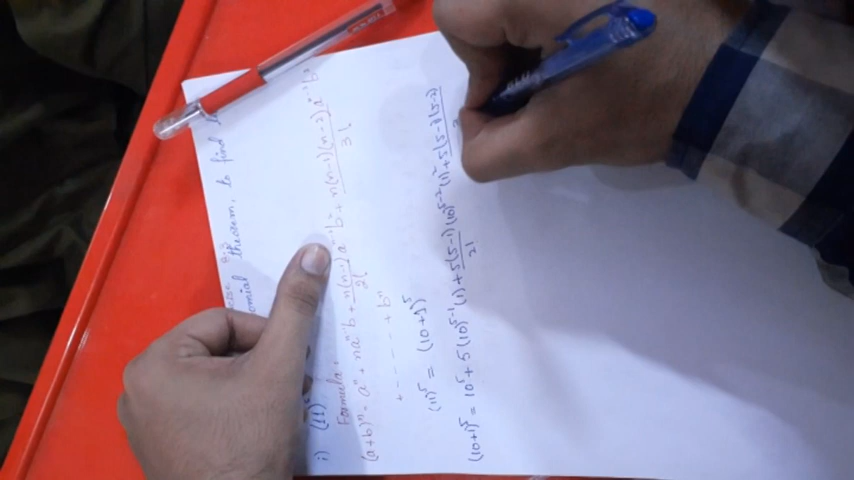 omial theorem, to find
i) (11)⁵
Formula.
(a+b)ⁿ = aⁿ + naⁿ⁻¹b + n(n-1)/2! aⁿ⁻²b² + n(n-1)(n-2)/3! aⁿ⁻³b³
+ - - - - + bⁿ
(11)⁵ = (10+1)⁵
(10+1)⁵ = 10⁵ + 5(10)⁵⁻¹(1) + 5(5-1)/2! (10)⁵⁻²(1)² + 5(5-1)(5-2)